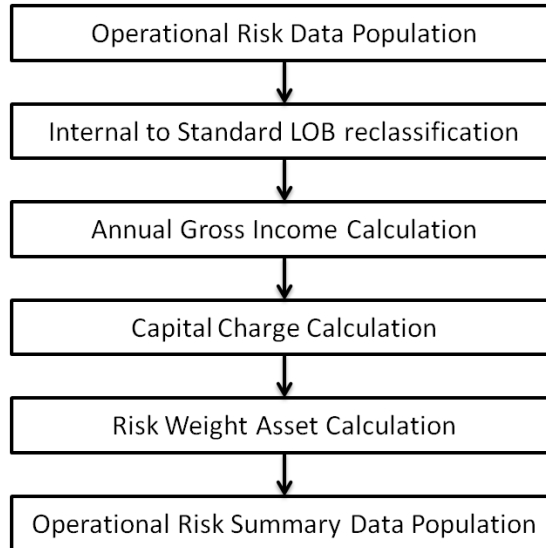 Operational Risk Data Population
Internal to Standard LOB reclassification
Annual Gross Income Calculation
Capital Charge Calculation
Risk Weight Asset Calculation
Operational Risk Summary Data Population